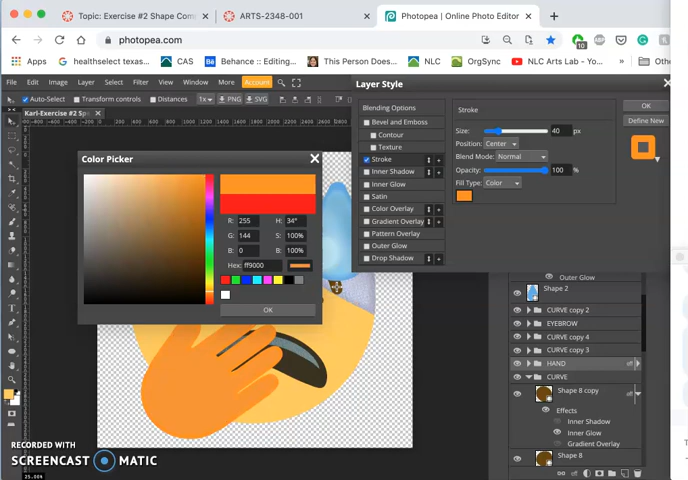 Topic: Exercise #2 Shape Com
ARTS-2348-001
Photopea | Online Photo Editor
photopea.com
healthselect texas
CAS
Behance :: Editing
This Person Does...
NLC
OrgSync
NLC Arts Lab - You
Othe
File Edit Image Layer Select Filter View Window More Account
Auto-Select Transform controls Distances 1x PNG SVG
Kari-Exercise #2 Sp
Layer Style
OK
Define New
Blending Options
Bevel and Emboss
Contour
Texture
Stroke
Inner Shadow
Inner Glow
Satin
Color Overlay
Gradient Overlay
Pattern Overlay
Outer Glow
Drop Shadow
Stroke
Size: 40 px
Position: Center
Blend Mode: Normal
Opacity: 100 %
Fill Type: Color
Color Picker
R: 255 H: 34°
G: 144 S: 100%
B: 0 B: 100%
Hex: ff9000
OK
Outer Glow
Shape 2
CURVE copy 2
EYEBROW
CURVE copy 4
CURVE copy 3
HAND
CURVE
Shape 8 copy
Effects
Inner Shadow
Inner Glow
Gradient Overlay
Shape 8
RECORDED WITH
SCREENCAST MATIC
25.00%